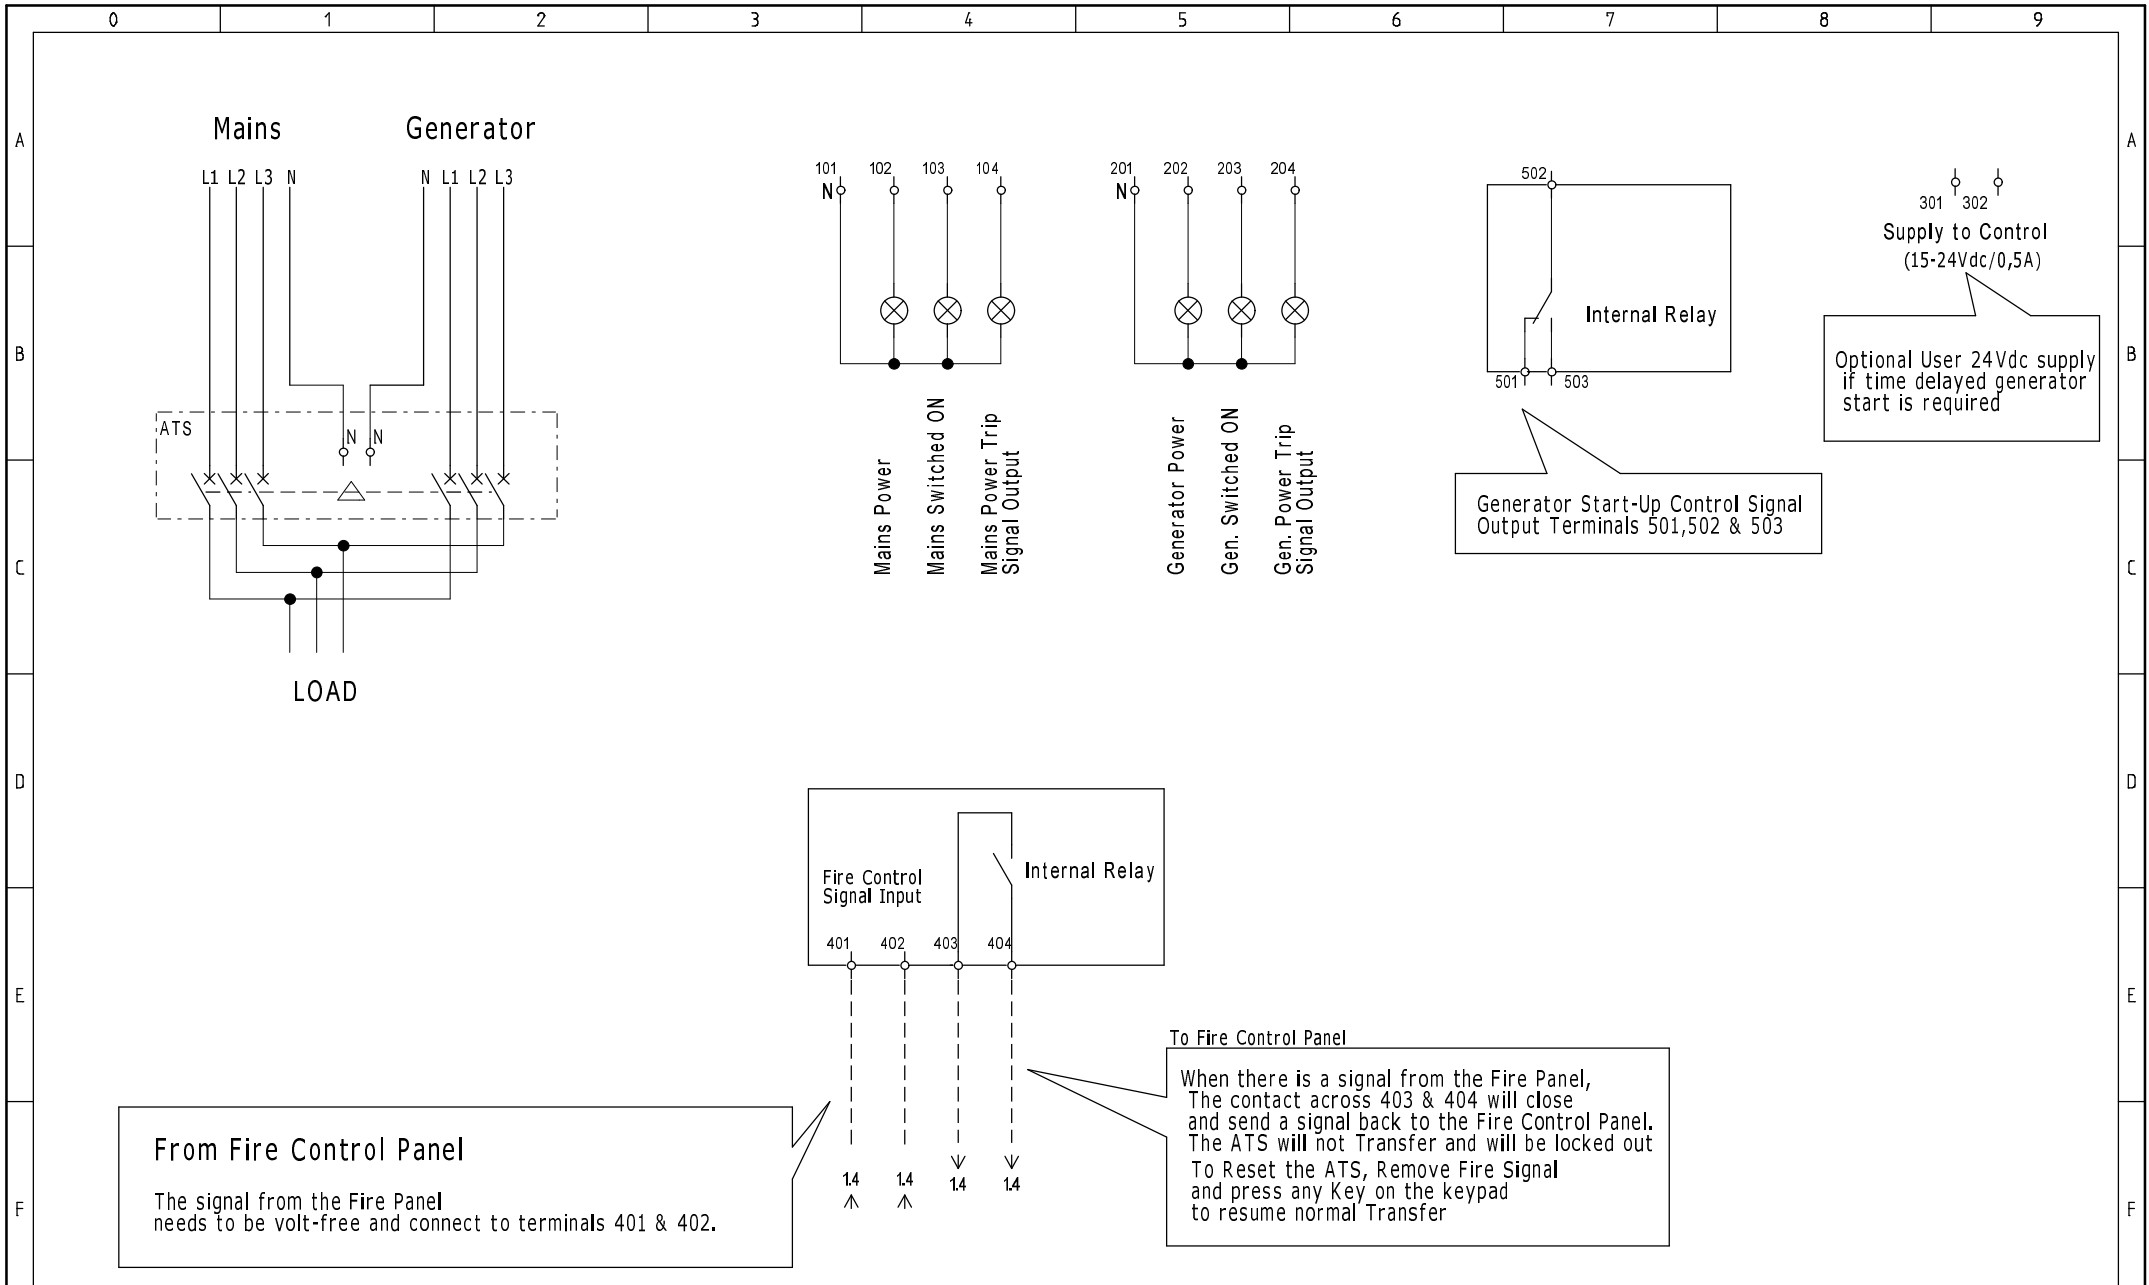 0 1 2 3 4 5 6 7 8 9
A A
Mains Generator
L1 L2 L3 N N L1 L2 L3
101 102 103 104
N
201 202 203 204
N
502
Internal Relay
501 503
301 302
Supply to Control
(15-24Vdc/0,5A)
Optional User 24Vdc supply
if time delayed generator
start is required
B B
ATS
N N
Mains Power
Mains Switched ON
Mains Power Trip
Signal Output
Generator Power
Gen. Switched ON
Gen. Power Trip
Signal Output
Generator Start-Up Control Signal
Output Terminals 501,502 & 503
C C
LOAD
D D
Fire Control
Signal Input
Internal Relay
401 402 403 404
E E
To Fire Control Panel
When there is a signal from the Fire Panel,
The contact across 403 & 404 will close
and send a signal back to the Fire Control Panel.
The ATS will not Transfer and will be locked out
To Reset the ATS, Remove Fire Signal
and press any Key on the keypad
to resume normal Transfer
From Fire Control Panel
The signal from the Fire Panel
needs to be volt-free and connect to terminals 401 & 402.
1.4 1.4 1.4 1.4
F F